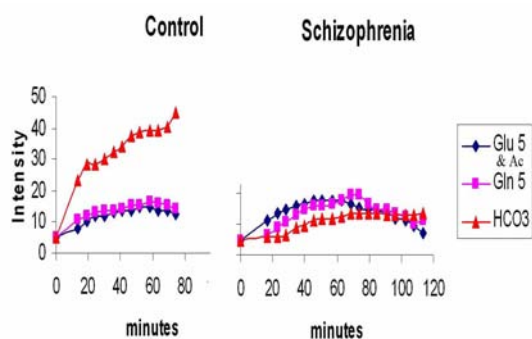 Control Schizophrenia
Intensity
50
40
30
20
10
0
0 20 40 60 80
minutes
0 20 40 60 80 100 120
minutes
Glu 5
& Ac
Gln 5
HCO3